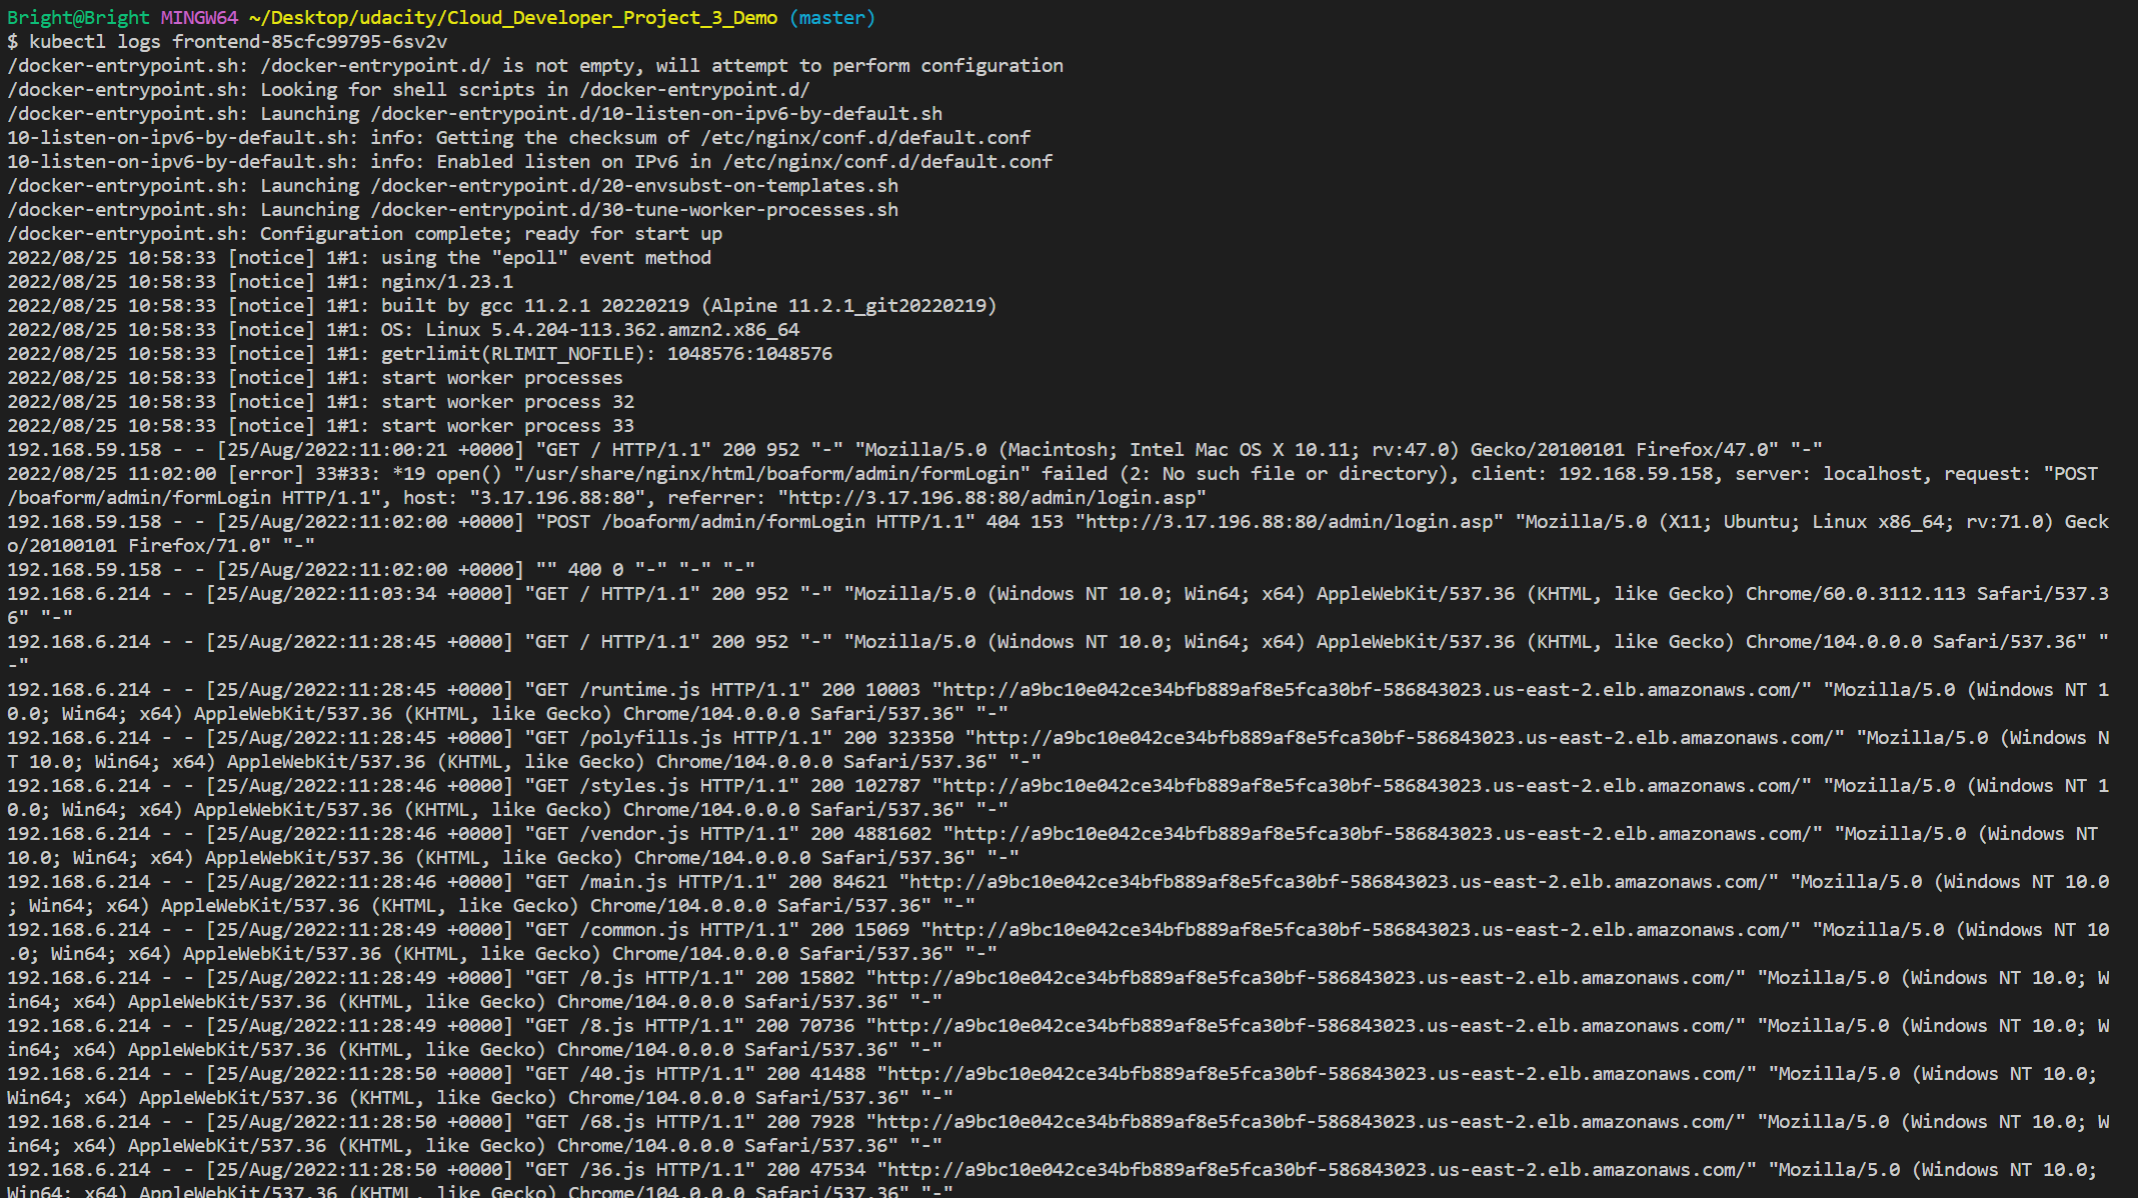 Bright@Bright MINGW64 ~/Desktop/udacity/Cloud_Developer_Project_3_Demo (master)
$ kubectl logs frontend-85cfc99795-6sv2v
/docker-entrypoint.sh: /docker-entrypoint.d/ is not empty, will attempt to perform configuration
/docker-entrypoint.sh: Looking for shell scripts in /docker-entrypoint.d/
/docker-entrypoint.sh: Launching /docker-entrypoint.d/10-listen-on-ipv6-by-default.sh
10-listen-on-ipv6-by-default.sh: info: Getting the checksum of /etc/nginx/conf.d/default.conf
10-listen-on-ipv6-by-default.sh: info: Enabled listen on IPv6 in /etc/nginx/conf.d/default.conf
/docker-entrypoint.sh: Launching /docker-entrypoint.d/20-envsubst-on-templates.sh
/docker-entrypoint.sh: Launching /docker-entrypoint.d/30-tune-worker-processes.sh
/docker-entrypoint.sh: Configuration complete; ready for start up
2022/08/25 10:58:33 [notice] 1#1: using the "epoll" event method
2022/08/25 10:58:33 [notice] 1#1: nginx/1.23.1
2022/08/25 10:58:33 [notice] 1#1: built by gcc 11.2.1 20220219 (Alpine 11.2.1_git20220219)
2022/08/25 10:58:33 [notice] 1#1: OS: Linux 5.4.204-113.362.amzn2.x86_64
2022/08/25 10:58:33 [notice] 1#1: getrlimit(RLIMIT_NOFILE): 1048576:1048576
2022/08/25 10:58:33 [notice] 1#1: start worker processes
2022/08/25 10:58:33 [notice] 1#1: start worker process 32
2022/08/25 10:58:33 [notice] 1#1: start worker process 33
192.168.59.158 - - [25/Aug/2022:11:00:21 +0000] "GET / HTTP/1.1" 200 952 "-" "Mozilla/5.0 (Macintosh; Intel Mac OS X 10.11; rv:47.0) Gecko/20100101 Firefox/47.0" "-"
2022/08/25 11:02:00 [error] 33#33: *19 open() "/usr/share/nginx/html/boaform/admin/formLogin" failed (2: No such file or directory), client: 192.168.59.158, server: localhost, request: "POST
/boaform/admin/formLogin HTTP/1.1", host: "3.17.196.88:80", referrer: "http://3.17.196.88:80/admin/login.asp"
192.168.59.158 - - [25/Aug/2022:11:02:00 +0000] "POST /boaform/admin/formLogin HTTP/1.1" 404 153 "http://3.17.196.88:80/admin/login.asp" "Mozilla/5.0 (X11; Ubuntu; Linux x86_64; rv:71.0) Geck
o/20100101 Firefox/71.0" "-"
192.168.59.158 - - [25/Aug/2022:11:02:00 +0000] "" 400 0 "-" "-" "-"
192.168.6.214 - - [25/Aug/2022:11:03:34 +0000] "GET / HTTP/1.1" 200 952 "-" "Mozilla/5.0 (Windows NT 10.0; Win64; x64) AppleWebKit/537.36 (KHTML, like Gecko) Chrome/60.0.3112.113 Safari/537.3
6" "-"
192.168.6.214 - - [25/Aug/2022:11:28:45 +0000] "GET / HTTP/1.1" 200 952 "-" "Mozilla/5.0 (Windows NT 10.0; Win64; x64) AppleWebKit/537.36 (KHTML, like Gecko) Chrome/104.0.0.0 Safari/537.36" "
-"
192.168.6.214 - - [25/Aug/2022:11:28:45 +0000] "GET /runtime.js HTTP/1.1" 200 10003 "http://a9bc10e042ce34bfb889af8e5fca30bf-586843023.us-east-2.elb.amazonaws.com/" "Mozilla/5.0 (Windows NT 1
0.0; Win64; x64) AppleWebKit/537.36 (KHTML, like Gecko) Chrome/104.0.0.0 Safari/537.36" "-"
192.168.6.214 - - [25/Aug/2022:11:28:45 +0000] "GET /polyfills.js HTTP/1.1" 200 323350 "http://a9bc10e042ce34bfb889af8e5fca30bf-586843023.us-east-2.elb.amazonaws.com/" "Mozilla/5.0 (Windows N
T 10.0; Win64; x64) AppleWebKit/537.36 (KHTML, like Gecko) Chrome/104.0.0.0 Safari/537.36" "-"
192.168.6.214 - - [25/Aug/2022:11:28:46 +0000] "GET /styles.js HTTP/1.1" 200 102787 "http://a9bc10e042ce34bfb889af8e5fca30bf-586843023.us-east-2.elb.amazonaws.com/" "Mozilla/5.0 (Windows NT 1
0.0; Win64; x64) AppleWebKit/537.36 (KHTML, like Gecko) Chrome/104.0.0.0 Safari/537.36" "-"
192.168.6.214 - - [25/Aug/2022:11:28:46 +0000] "GET /vendor.js HTTP/1.1" 200 4881602 "http://a9bc10e042ce34bfb889af8e5fca30bf-586843023.us-east-2.elb.amazonaws.com/" "Mozilla/5.0 (Windows NT
10.0; Win64; x64) AppleWebKit/537.36 (KHTML, like Gecko) Chrome/104.0.0.0 Safari/537.36" "-"
192.168.6.214 - - [25/Aug/2022:11:28:46 +0000] "GET /main.js HTTP/1.1" 200 84621 "http://a9bc10e042ce34bfb889af8e5fca30bf-586843023.us-east-2.elb.amazonaws.com/" "Mozilla/5.0 (Windows NT 10.0
; Win64; x64) AppleWebKit/537.36 (KHTML, like Gecko) Chrome/104.0.0.0 Safari/537.36" "-"
192.168.6.214 - - [25/Aug/2022:11:28:49 +0000] "GET /common.js HTTP/1.1" 200 15069 "http://a9bc10e042ce34bfb889af8e5fca30bf-586843023.us-east-2.elb.amazonaws.com/" "Mozilla/5.0 (Windows NT 10
.0; Win64; x64) AppleWebKit/537.36 (KHTML, like Gecko) Chrome/104.0.0.0 Safari/537.36" "-"
192.168.6.214 - - [25/Aug/2022:11:28:49 +0000] "GET /0.js HTTP/1.1" 200 15802 "http://a9bc10e042ce34bfb889af8e5fca30bf-586843023.us-east-2.elb.amazonaws.com/" "Mozilla/5.0 (Windows NT 10.0; W
in64; x64) AppleWebKit/537.36 (KHTML, like Gecko) Chrome/104.0.0.0 Safari/537.36" "-"
192.168.6.214 - - [25/Aug/2022:11:28:49 +0000] "GET /8.js HTTP/1.1" 200 70736 "http://a9bc10e042ce34bfb889af8e5fca30bf-586843023.us-east-2.elb.amazonaws.com/" "Mozilla/5.0 (Windows NT 10.0; W
in64; x64) AppleWebKit/537.36 (KHTML, like Gecko) Chrome/104.0.0.0 Safari/537.36" "-"
192.168.6.214 - - [25/Aug/2022:11:28:50 +0000] "GET /40.js HTTP/1.1" 200 41488 "http://a9bc10e042ce34bfb889af8e5fca30bf-586843023.us-east-2.elb.amazonaws.com/" "Mozilla/5.0 (Windows NT 10.0;
Win64; x64) AppleWebKit/537.36 (KHTML, like Gecko) Chrome/104.0.0.0 Safari/537.36" "-"
192.168.6.214 - - [25/Aug/2022:11:28:50 +0000] "GET /68.js HTTP/1.1" 200 7928 "http://a9bc10e042ce34bfb889af8e5fca30bf-586843023.us-east-2.elb.amazonaws.com/" "Mozilla/5.0 (Windows NT 10.0; W
in64; x64) AppleWebKit/537.36 (KHTML, like Gecko) Chrome/104.0.0.0 Safari/537.36" "-"
192.168.6.214 - - [25/Aug/2022:11:28:50 +0000] "GET /36.js HTTP/1.1" 200 47534 "http://a9bc10e042ce34bfb889af8e5fca30bf-586843023.us-east-2.elb.amazonaws.com/" "Mozilla/5.0 (Windows NT 10.0;
Win64; x64) AppleWebKit/537.36 (KHTML, like Gecko) Chrome/104.0.0.0 Safari/537.36" "-"